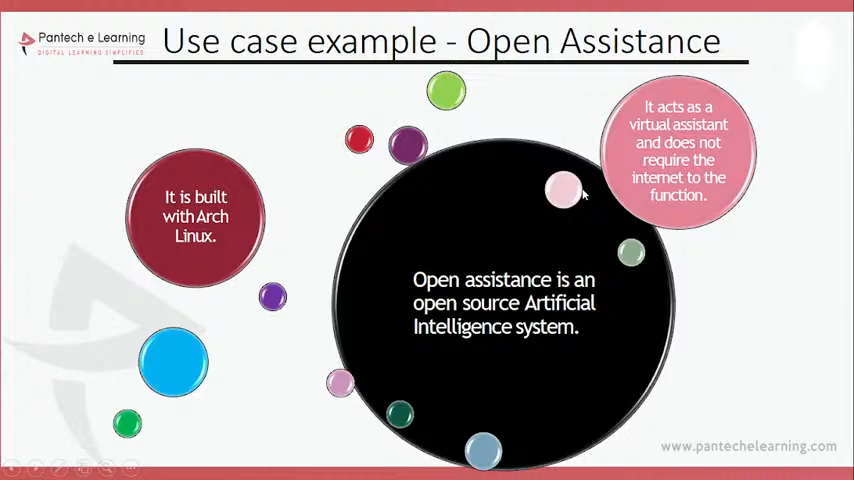 Pantech e Learning
DIGITAL LEARNING SIMPLIFIED
Use case example - Open Assistance
It acts as a
virtual assistant
and does not
require the
internet to the
function.
It is built
with Arch
Linux.
Open assistance is an
open source Artificial
Intelligence system.
www.pantechelearning.com